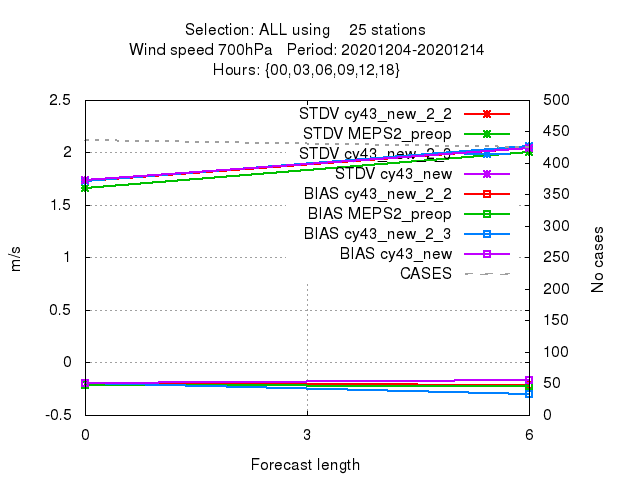 Selection: ALL using 25 stations
Wind speed 700hPa Period: 20201204-20201214
Hours: {00,03,06,09,12,18}
2.5
2
1.5
1
0.5
0
-0.5
m/s
STDV cy43_new_2_2
STDV MEPS2_preop
STDV cy43_new_2_3
STDV cy43_new
BIAS cy43_new_2_2
BIAS MEPS2_preop
BIAS cy43_new_2_3
BIAS cy43_new
CASES
500
450
400
350
300
250
200
150
100
50
0
No cases
0 3 6
Forecast length